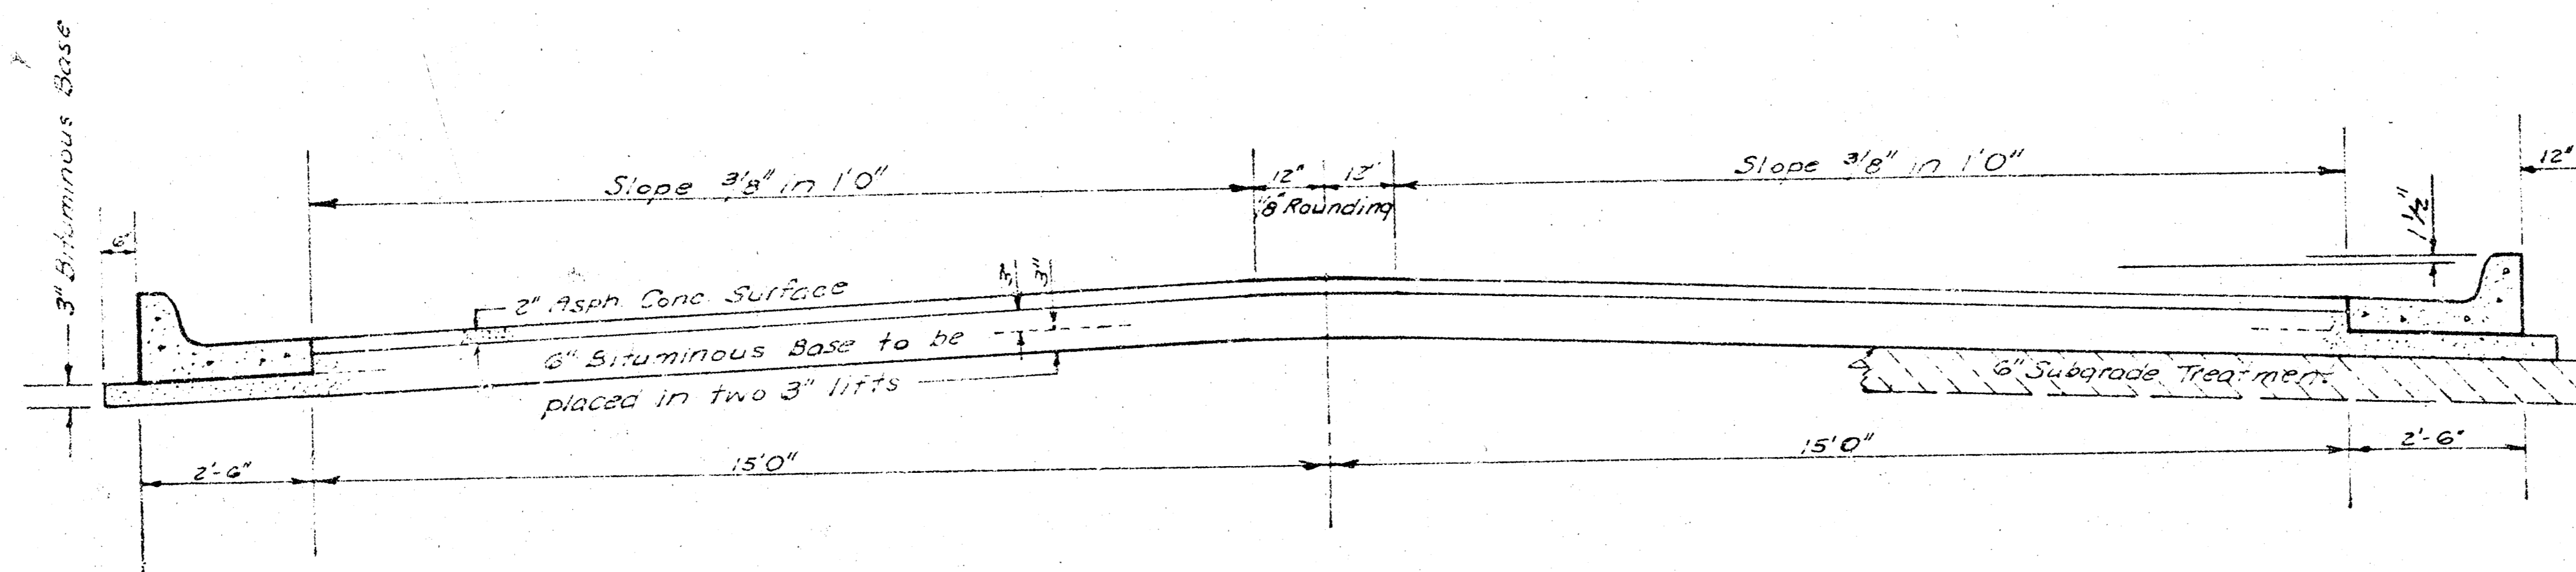 3" Bituminous Base
6"
Slope 3/8" in 1'0"
12" 12"
Rounding
Slope 3/8" in 1'0"
12"
1 1/2"
2" Asph. Conc. Surface
3" 3"
6" Bituminous Base to be
placed in two 3" lifts
6" Subgrade Treatment
2'-6"
15'0"
15'0"
2'-6"